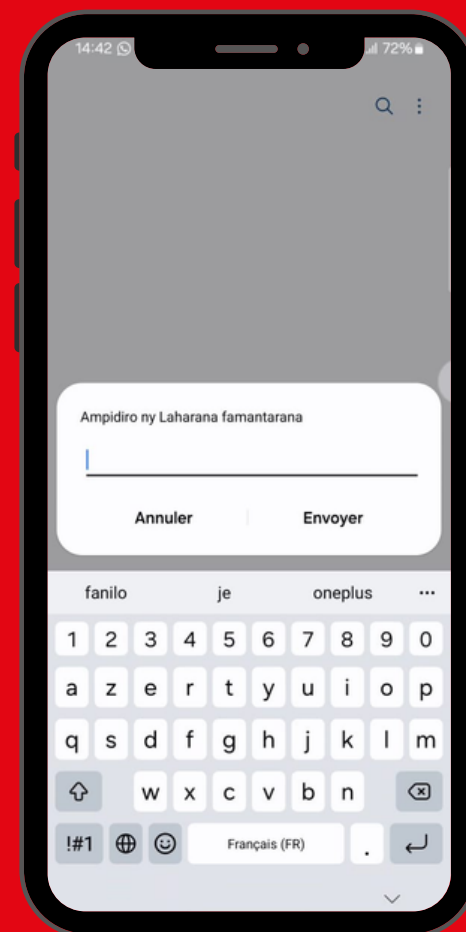 14:42 72%
Ampidiro ny Laharana famantarana
Annuler Envoyer
fanilo je oneplus ...
1 2 3 4 5 6 7 8 9 0
a z e r t y u i o p
q s d f g h j k l m
w x c v b n
!#1 Français (FR) .